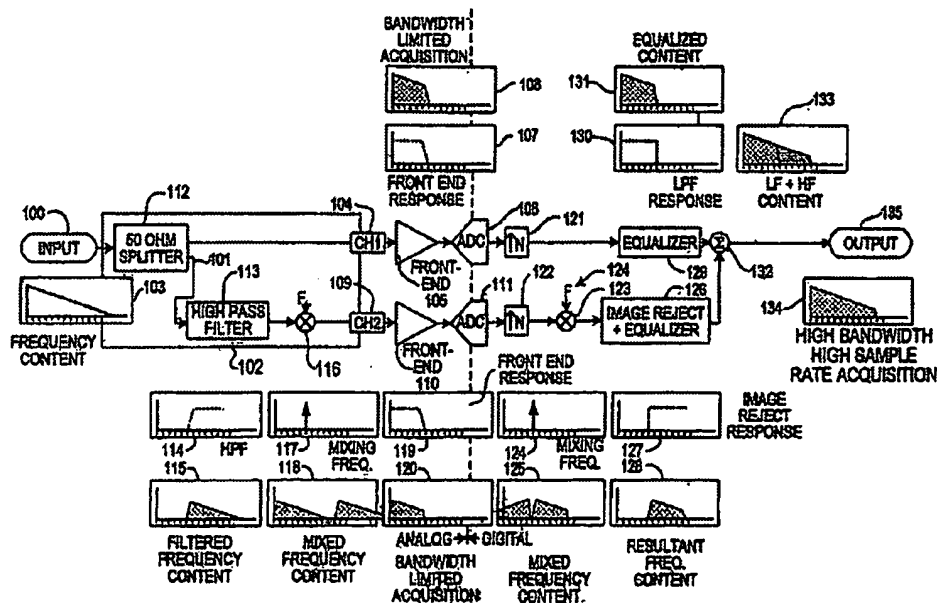 BANDWIDTH
LIMITED
ACQUISITION
108
107
FRONT END
RESPONSE
EQUALIZED
CONTENT
131
130
133
LPF
RESPONSE
LF + HF
CONTENT
100
INPUT
112
50 OHM
SPLITTER
101
103
FREQUENCY
CONTENT
113
HIGH PASS
FILTER
102
116
104
CH1
FRONT-
END
105
ADC
108
↑N
121
EQUALIZER
129
Σ
132
135
OUTPUT
109
CH2
FRONT-
END
110
ADC
111
↑N
122
F
124
123
126
IMAGE REJECT
+ EQUALIZER
134
HIGH BANDWIDTH
HIGH SAMPLE
RATE ACQUISITION
FRONT END
RESPONSE
114
HPF
117
MIXING
FREQ.
119
124
MIXING
FREQ.
127
IMAGE
REJECT
RESPONSE
115
118
120
125
128
FILTERED
FREQUENCY
CONTENT
MIXED
FREQUENCY
CONTENT
ANALOG
DIGITAL
BANDWIDTH
LIMITED
ACQUISITION
MIXED
FREQUENCY
CONTENT.
RESULTANT
FREQ.
CONTENT